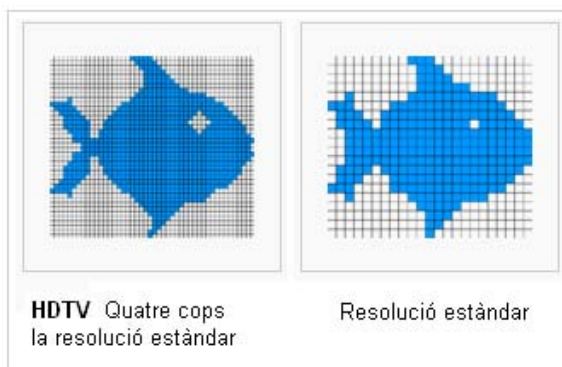 HDTV Quatre cops
la resolució estàndar
Resolució estàndar